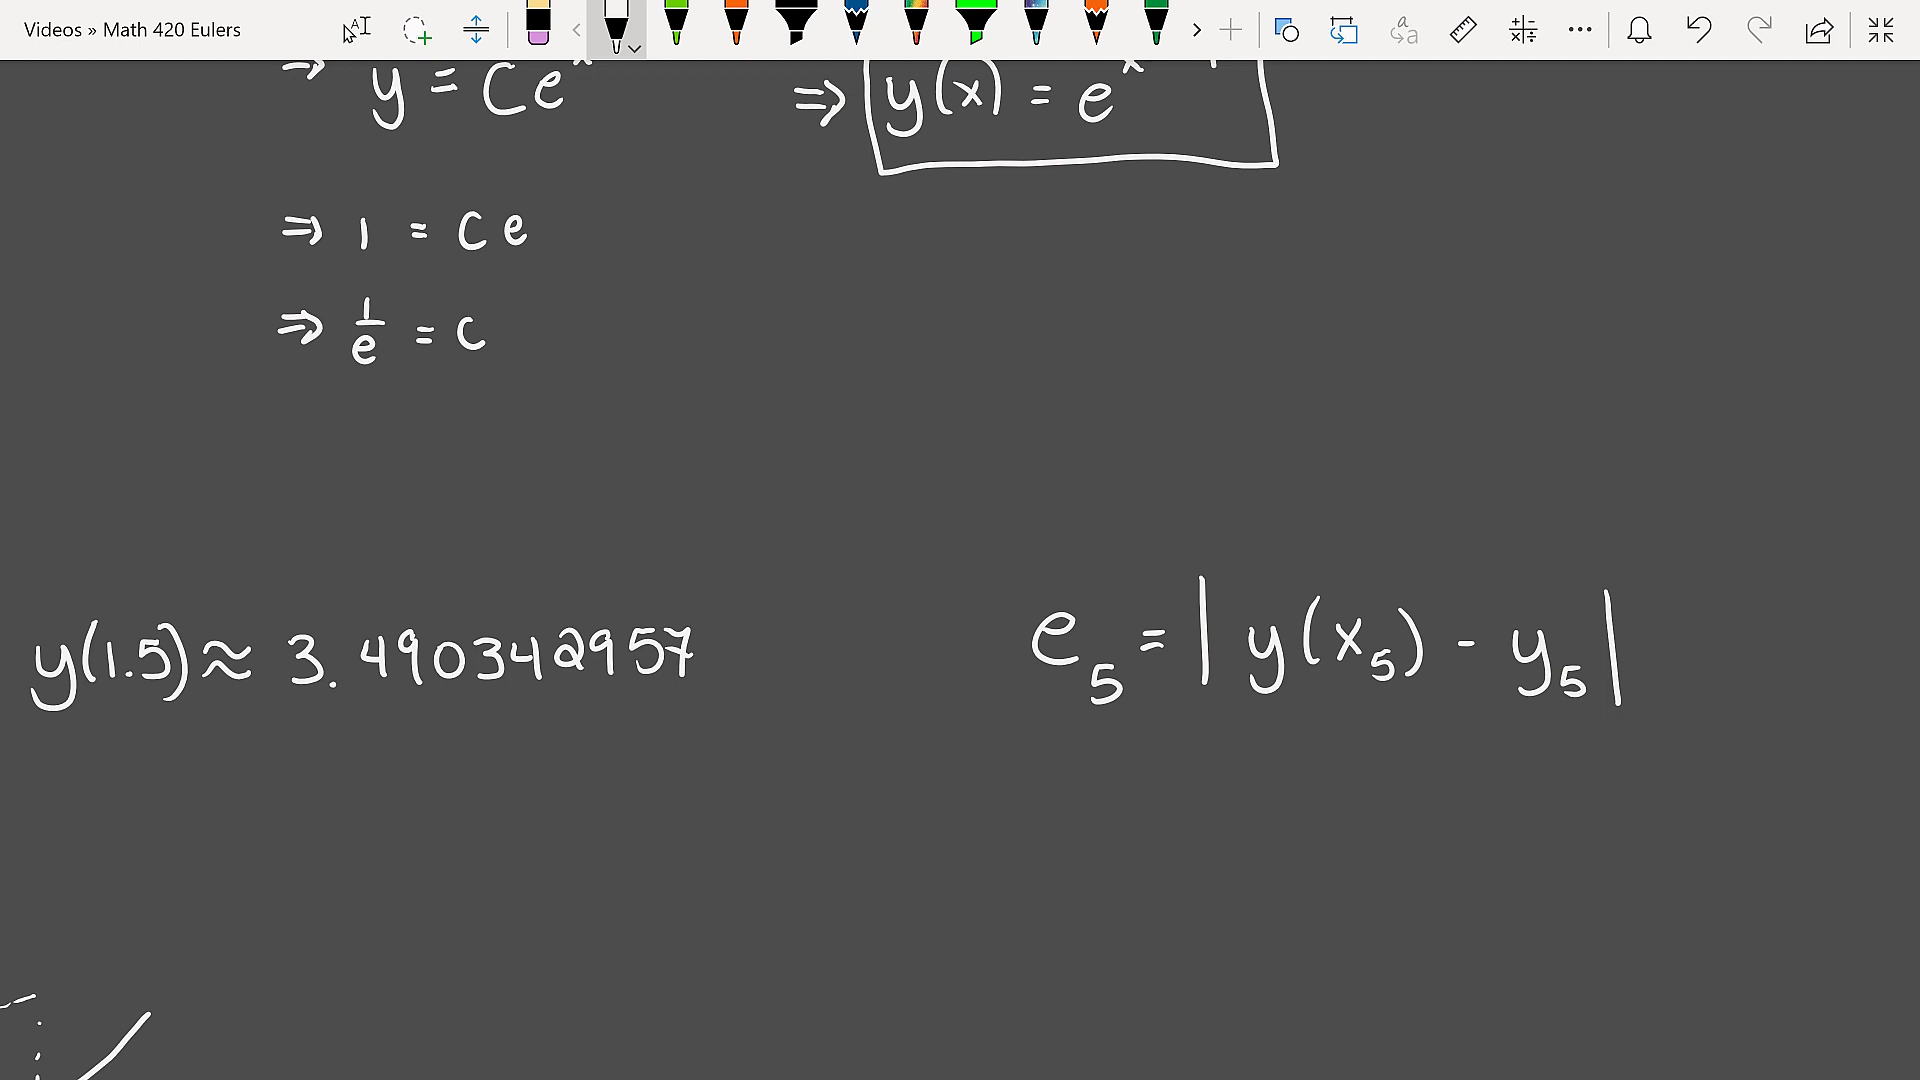 Videos » Math 420 Eulers
⇒ y = Ce^x
⇒ y(x) = e^x
⇒ 1 = Ce
⇒ 1/e = C
y(1.5) ≈ 3.490342957
e₅ = | y(x₅) - y₅ |